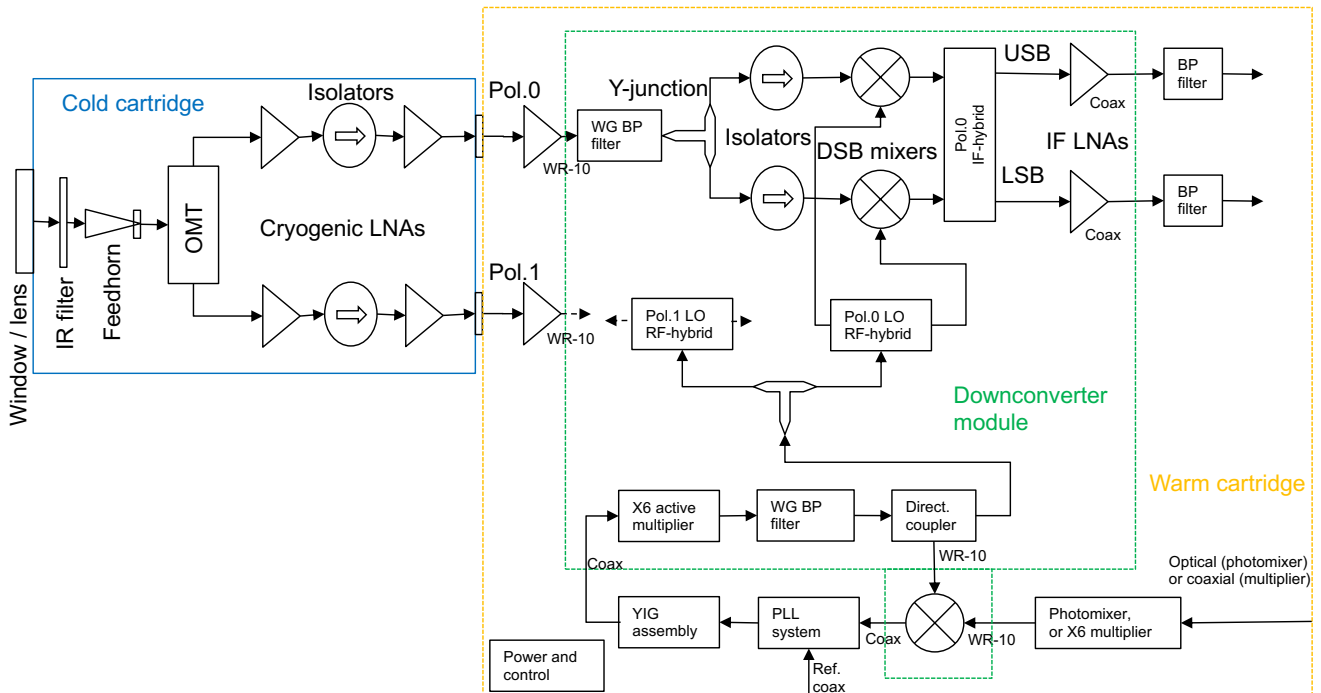 Cold cartridge
Isolators
Cryogenic LNAs
OMT
Window / lens
IR filter
Feedhorn
Pol.0
WR-10
Pol.1
WR-10
WG BP
filter
Y-junction
Isolators
DSB mixers
Pol.0
IF-hybrid
USB
LSB
IF LNAs
Coax
Coax
BP
filter
BP
filter
Pol.1 LO
RF-hybrid
Pol.0 LO
RF-hybrid
Downconverter
module
Warm cartridge
X6 active
multiplier
WG BP
filter
Direct.
coupler
WR-10
Coax
Optical (photomixer)
or coaxial (multiplier)
YIG
assembly
PLL
system
Coax
WR-10
Photomixer,
or X6 multiplier
Power and
control
Ref.
coax